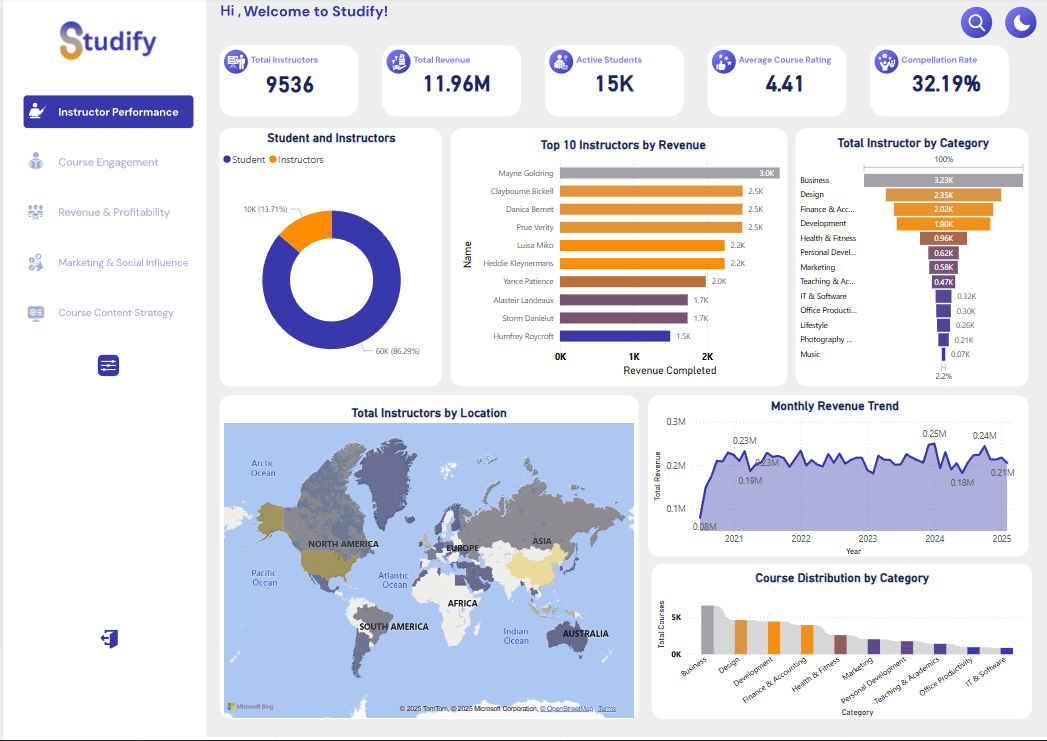 Studify
Hi , Welcome to Studify!
Total Instructors
9536
Total Revenue
11.96M
Active Students
15K
Average Course Rating
4.41
Compellation Rate
32.19%
Instructor Performance
Course Engagement
Revenue & Profitability
Marketing & Social Influence
Course Content Strategy
Student and Instructors
Student Instructors
10K (13.71%)
60K (86.29%)
Top 10 Instructors by Revenue
Name
Mayne Goldring 3.0K
Claybourne Bickell 2.5K
Danica Bernet 2.5K
Prue Verity 2.5K
Luisa Miko 2.2K
Heddie Kleynermans 2.2K
Yance Patience 2.0K
Alasteir Landeaux 1.7K
Storm Danielut 1.7K
Humfrey Roycroft 1.5K
0K 1K 2K
Revenue Completed
Total Instructor by Category
100%
Business 3.23K
Design 2.35K
Finance & Acc... 2.02K
Development 1.90K
Health & Fitness 0.96K
Personal Devel... 0.62K
Marketing 0.58K
Teaching & Ac... 0.47K
IT & Software 0.32K
Office Producti... 0.30K
Lifestyle 0.26K
Photography ... 0.21K
Music 0.07K
2.2%
Total Instructors by Location
Arctic
Ocean
NORTH AMERICA
EUROPE
ASIA
Pacific
Ocean
Atlantic
Ocean
AFRICA
SOUTH AMERICA
Indian
Ocean
AUSTRALIA
Microsoft Bing
© 2025 TomTom, © 2025 Microsoft Corporation, © OpenStreetMap Terms
Monthly Revenue Trend
Total Revenue
0.3M
0.2M
0.1M
0.08M
0.23M
0.19M
0.23M
0.25M
0.18M
0.24M
0.21M
2021 2022 2023 2024 2025
Year
Course Distribution by Category
Total Courses
5K
0K
Business
Design
Development
Finance & Accounting
Health & Fitness
Marketing
Personal Development
Teaching & Academics
Office Productivity
IT & Software
Category